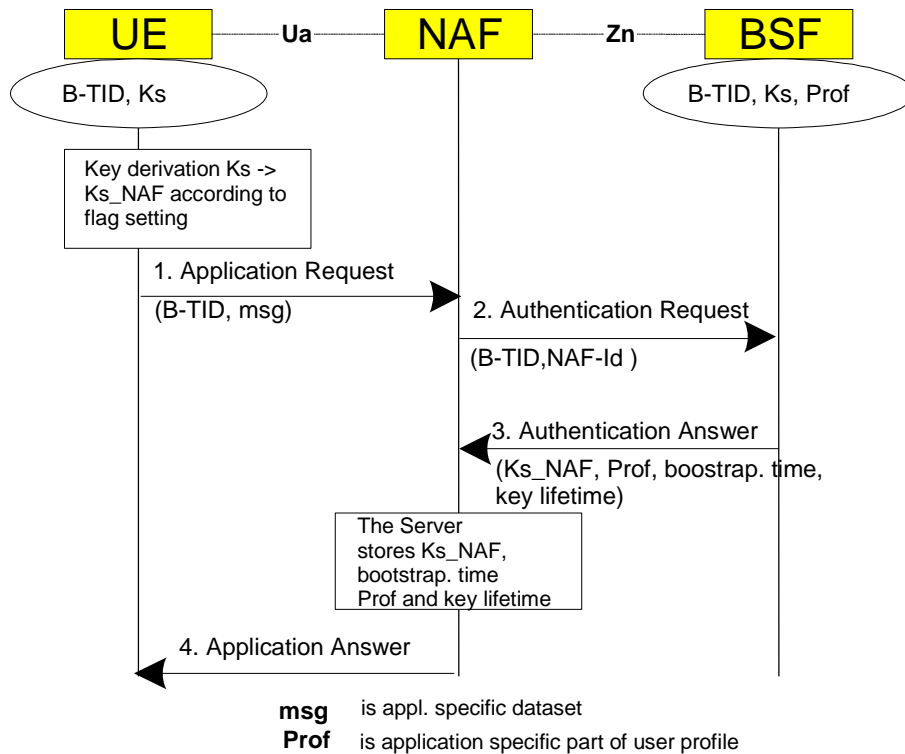 UE Ua NAF Zn BSF
B-TID, Ks
B-TID, Ks, Prof
Key derivation Ks ->
Ks_NAF according to
flag setting
1. Application Request
(B-TID, msg)
2. Authentication Request
(B-TID,NAF-Id )
3. Authentication Answer
(Ks_NAF, Prof, boostrap. time,
key lifetime)
The Server
stores Ks_NAF,
bootstrap. time
Prof and key lifetime
4. Application Answer
msg is appl. specific dataset
Prof is application specific part of user profile